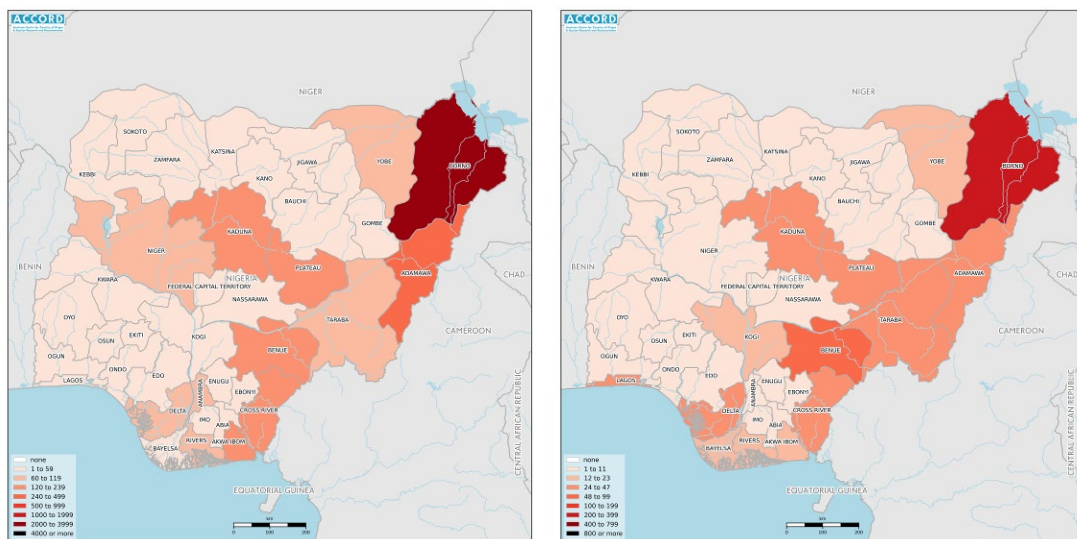 ACCORD
NIGER
SOKOTO
KATSINA
ZAMFARA
JIGAWA
YOBE
BORNO
KEBBI
KANO
BAUCHI
GOMBE
KADUNA
NIGER
PLATEAU
ADAMAWA
BENIN
CHAD
KWARA
NIGERIA
FEDERAL CAPITAL TERRITORY
NASSARAWA
OYO
TARABA
EKITI
KOGI
CAMEROON
OSUN
BENUE
OGUN
ONDO
EDO
ENUGU
LAGOS
ANAMBRA
EBONYI
DELTA
CROSS RIVER
IMO
ABIA
RIVERS
AKWA IBOM
BAYELSA
CENTRAL AFRICAN REPUBLIC
EQUATORIAL GUINEA
none
1 to 59
60 to 119
120 to 239
240 to 499
500 to 999
1000 to 1999
2000 to 3999
4000 or more
km
0 100 200
ACCORD
NIGER
SOKOTO
KATSINA
ZAMFARA
JIGAWA
YOBE
BORNO
KEBBI
KANO
BAUCHI
GOMBE
KADUNA
NIGER
PLATEAU
ADAMAWA
BENIN
CHAD
KWARA
NIGERIA
FEDERAL CAPITAL TERRITORY
NASSARAWA
OYO
TARABA
EKITI
KOGI
CAMEROON
OSUN
BENUE
OGUN
ONDO
EDO
ENUGU
LAGOS
ANAMBRA
EBONYI
DELTA
CROSS RIVER
IMO
ABIA
RIVERS
AKWA IBOM
BAYELSA
CENTRAL AFRICAN REPUBLIC
EQUATORIAL GUINEA
none
1 to 11
12 to 23
24 to 47
48 to 99
100 to 199
200 to 399
400 to 799
800 or more
km
0 100 200